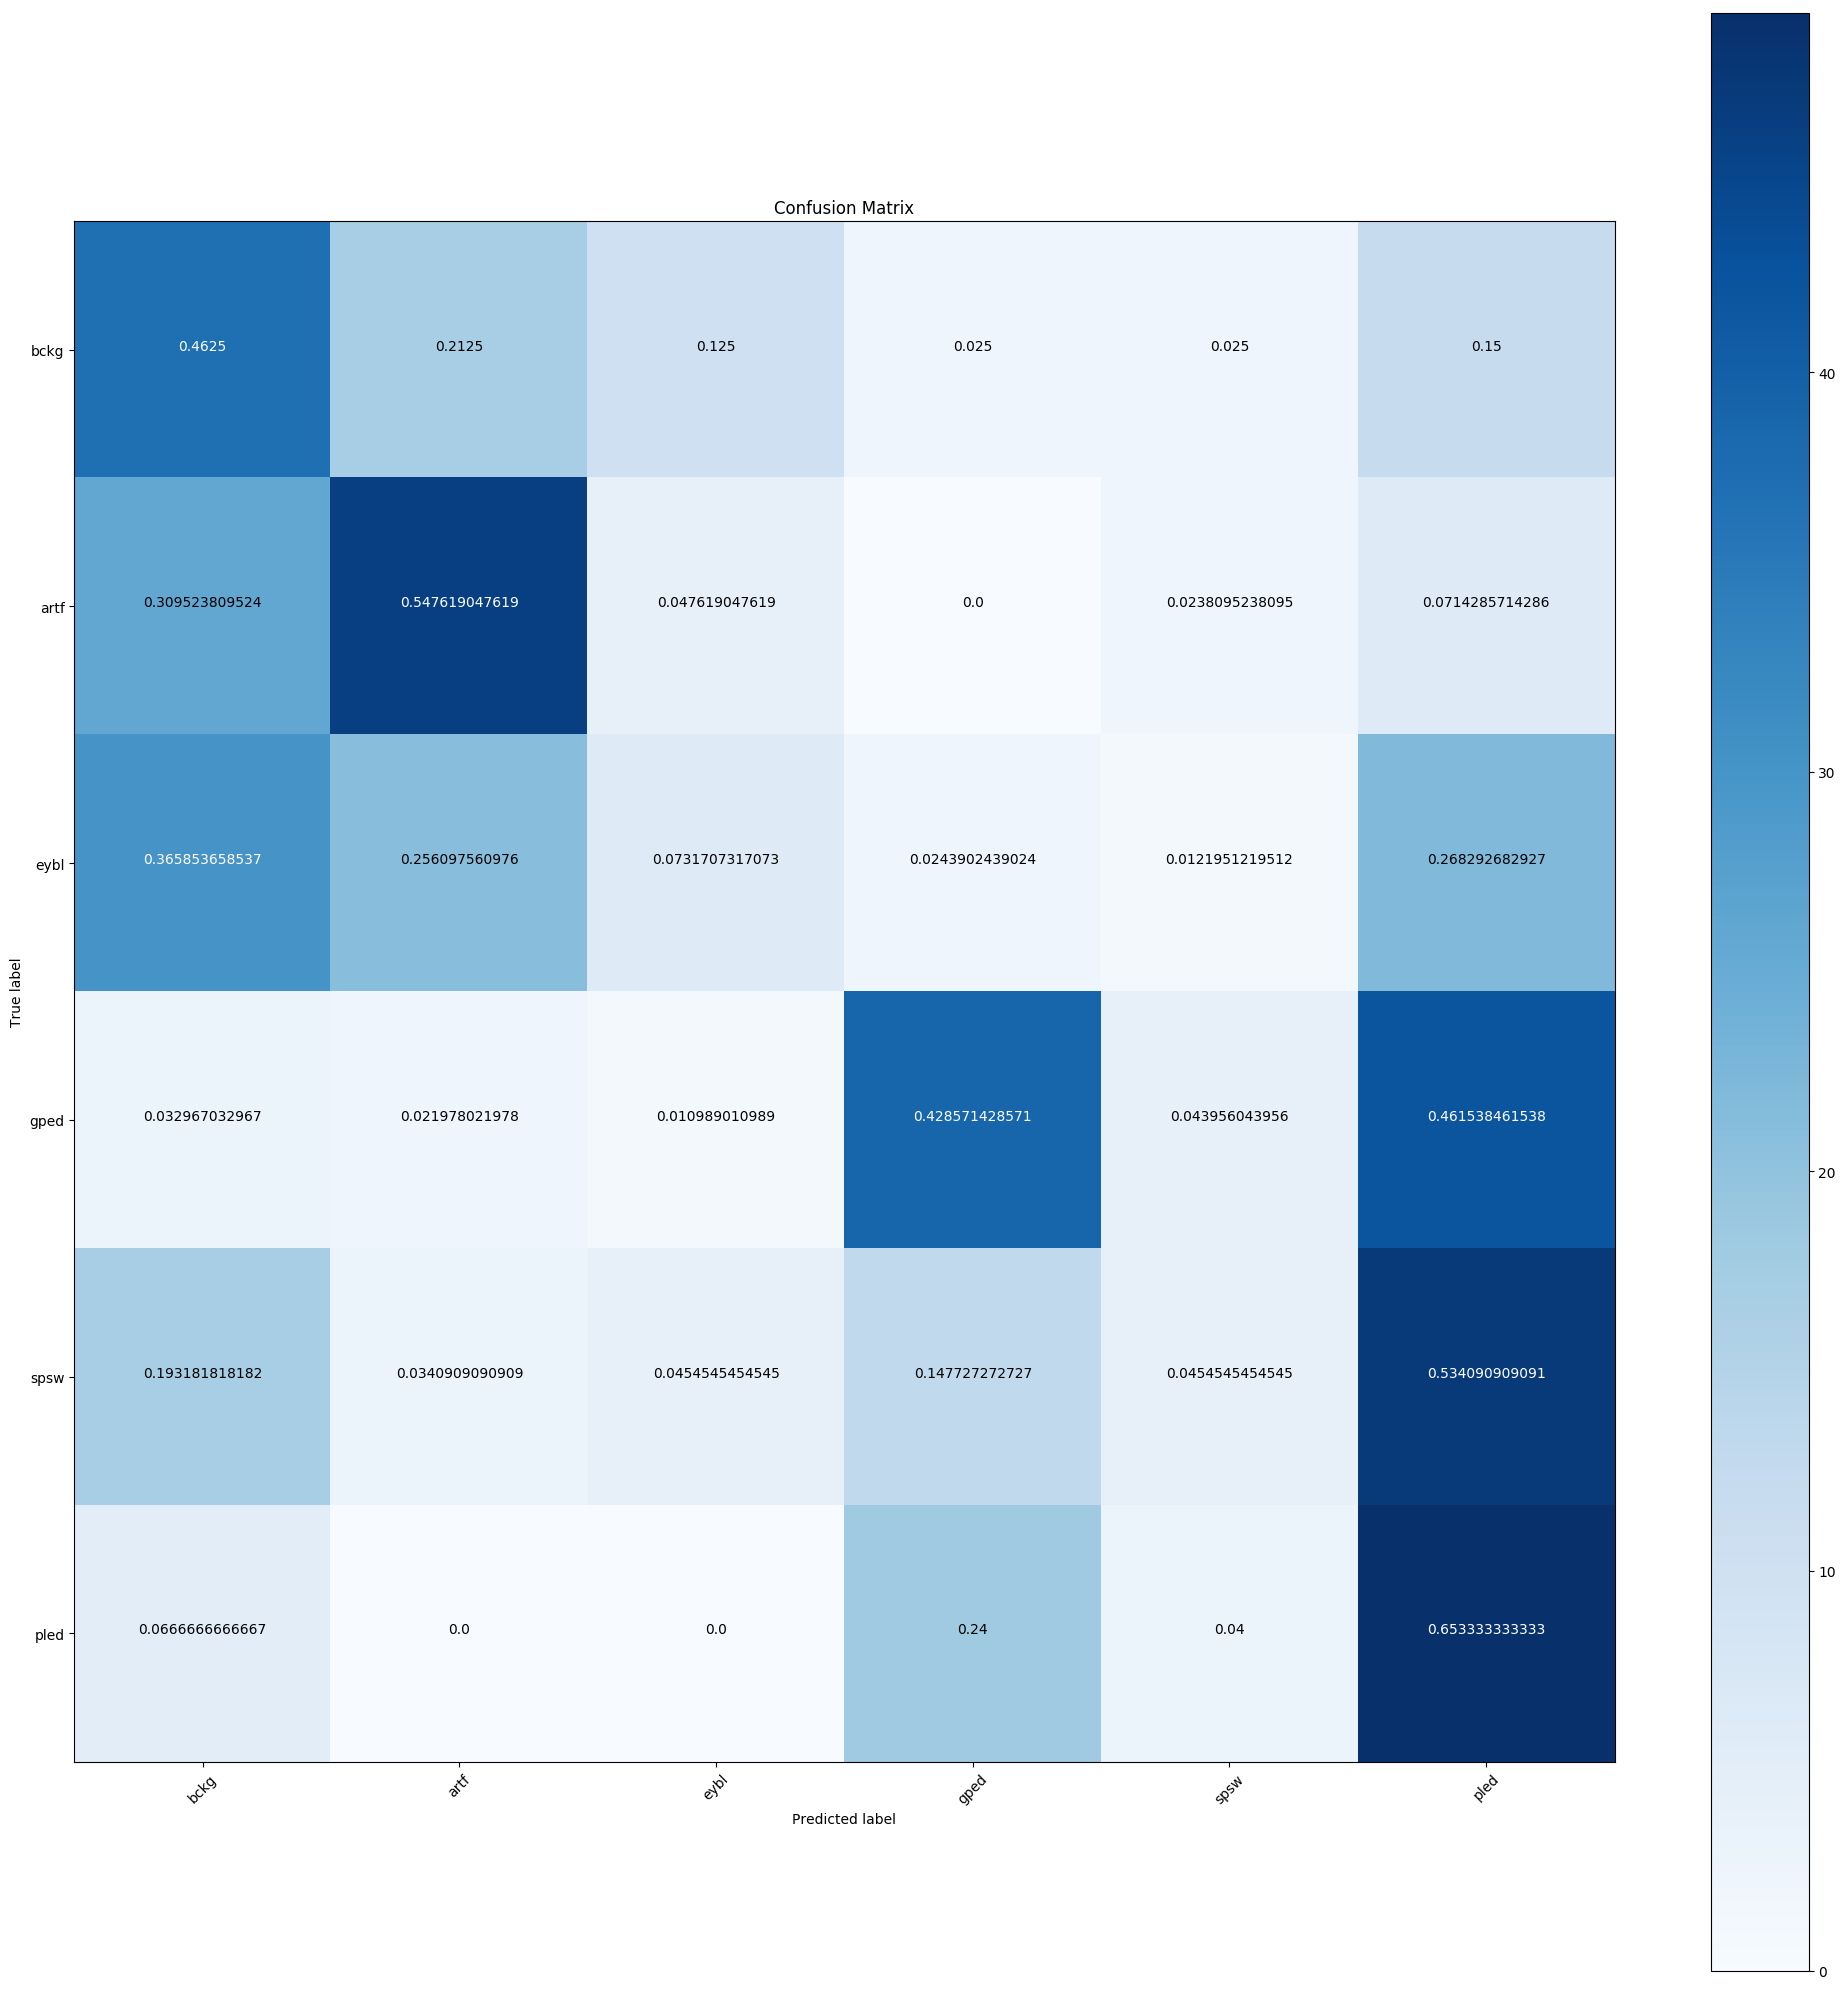 Confusion Matrix
bckg 0.4625 0.2125 0.125 0.025 0.025 0.15
artf 0.309523809524 0.547619047619 0.047619047619 0.0 0.0238095238095 0.0714285714286
eybl 0.365853658537 0.256097560976 0.0731707317073 0.0243902439024 0.0121951219512 0.268292682927
gped 0.032967032967 0.021978021978 0.010989010989 0.428571428571 0.043956043956 0.461538461538
spsw 0.193181818182 0.0340909090909 0.0454545454545 0.147727272727 0.0454545454545 0.534090909091
pled 0.0666666666667 0.0 0.0 0.24 0.04 0.653333333333
bckg artf eybl gped spsw pled
Predicted label
True label
40
30
20
10
0